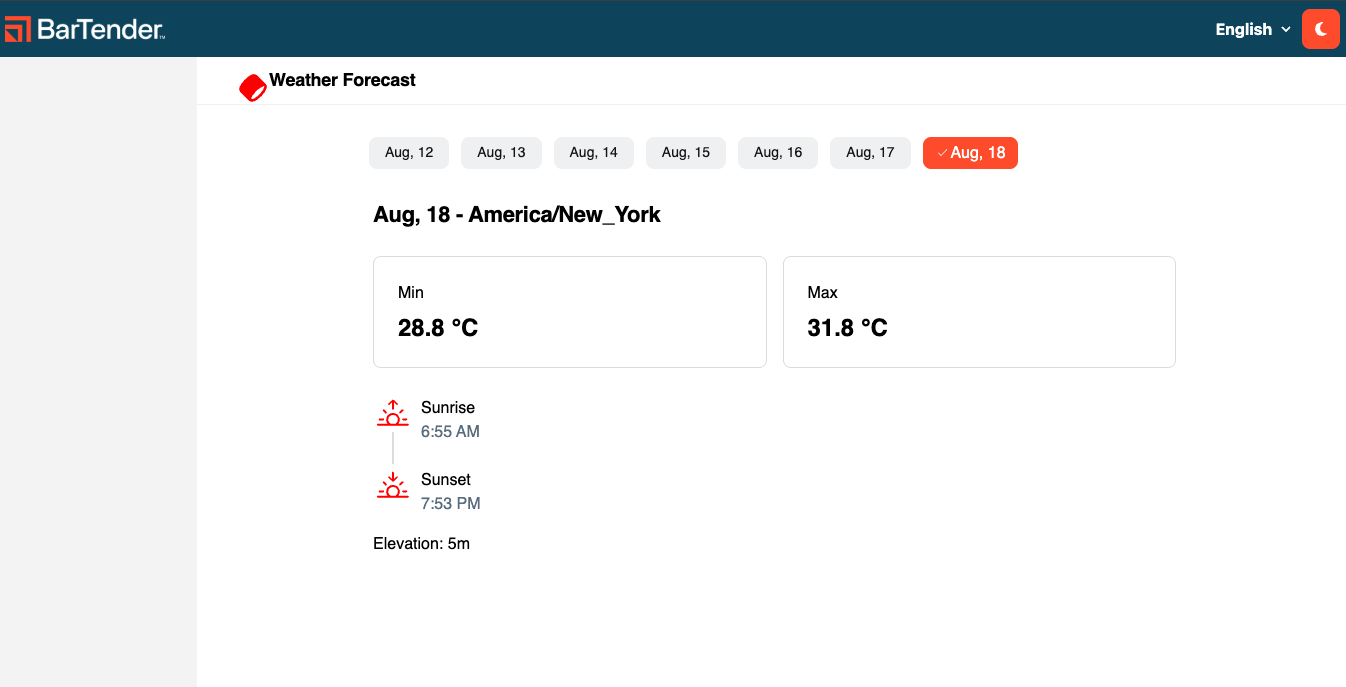 BarTender™
English
Weather Forecast
Aug, 12 Aug, 13 Aug, 14 Aug, 15 Aug, 16 Aug, 17 Aug, 18
Aug, 18 - America/New_York
Min Max
28.8 °C 31.8 °C
Sunrise
6:55 AM
Sunset
7:53 PM
Elevation: 5m